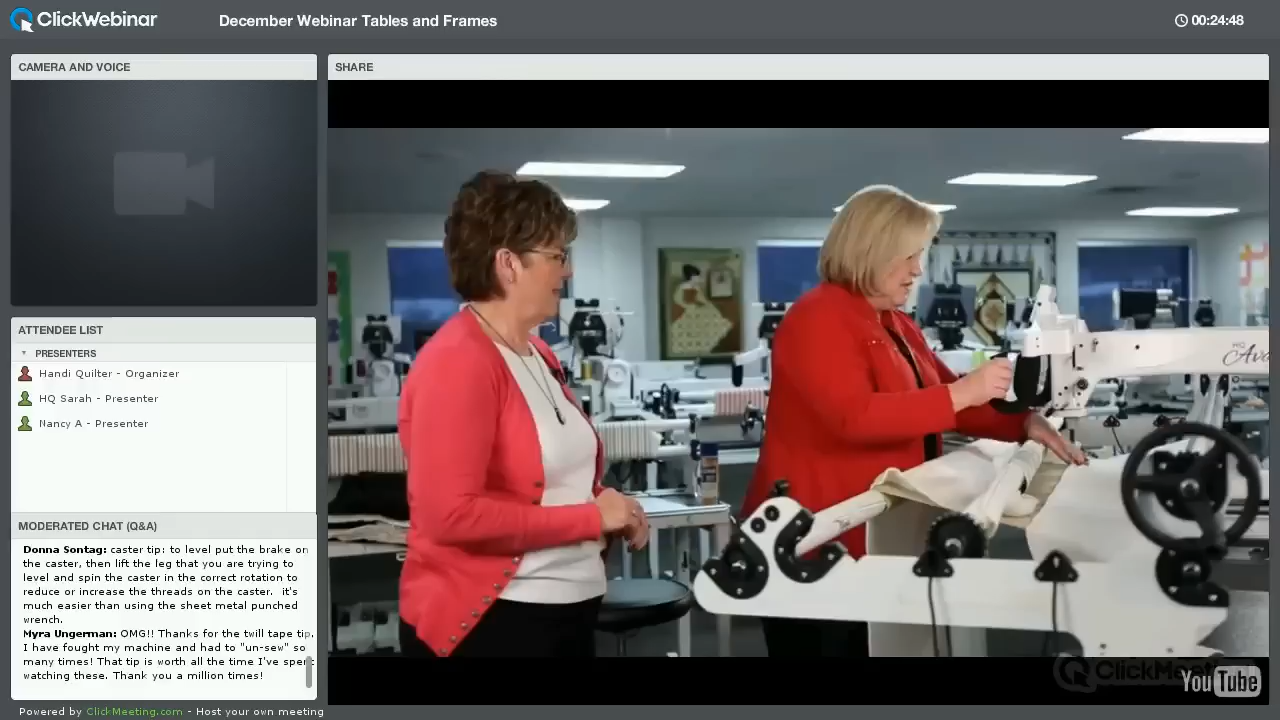 ClickWebinar
December Webinar Tables and Frames
00:24:48
CAMERA AND VOICE
SHARE
ATTENDEE LIST
PRESENTERS
Handi Quilter - Organizer
HQ Sarah - Presenter
Nancy A - Presenter
MODERATED CHAT (Q&A)
Donna Sontag: caster tip: to level put the brake on
the caster, then lift the leg that you are trying to
level and spin the caster in the correct rotation to
reduce or increase the threads on the caster. it's
much easier than using the sheet metal punched
wrench.
Myra Ungerman: OMG!! Thanks for the twill tape tip,
I have fought my machine and had to "un-sew" so
many times! That tip is worth all the time I've spent
watching these. Thank you a million times!
HQ
Ava
ClickMeeti
YouTube
Powered by ClickMeeting.com - Host your own meeting